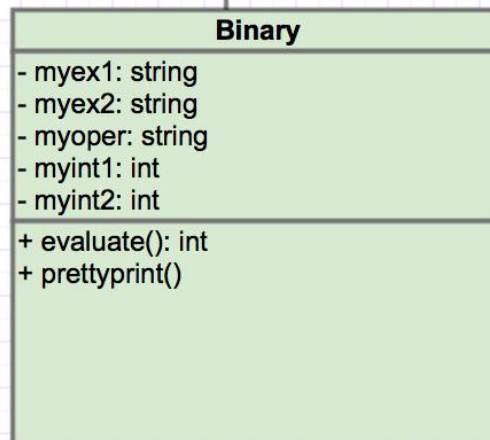 Binary
- myex1: string
- myex2: string
- myoper: string
- myint1: int
- myint2: int
+ evaluate(): int
+ prettyprint()